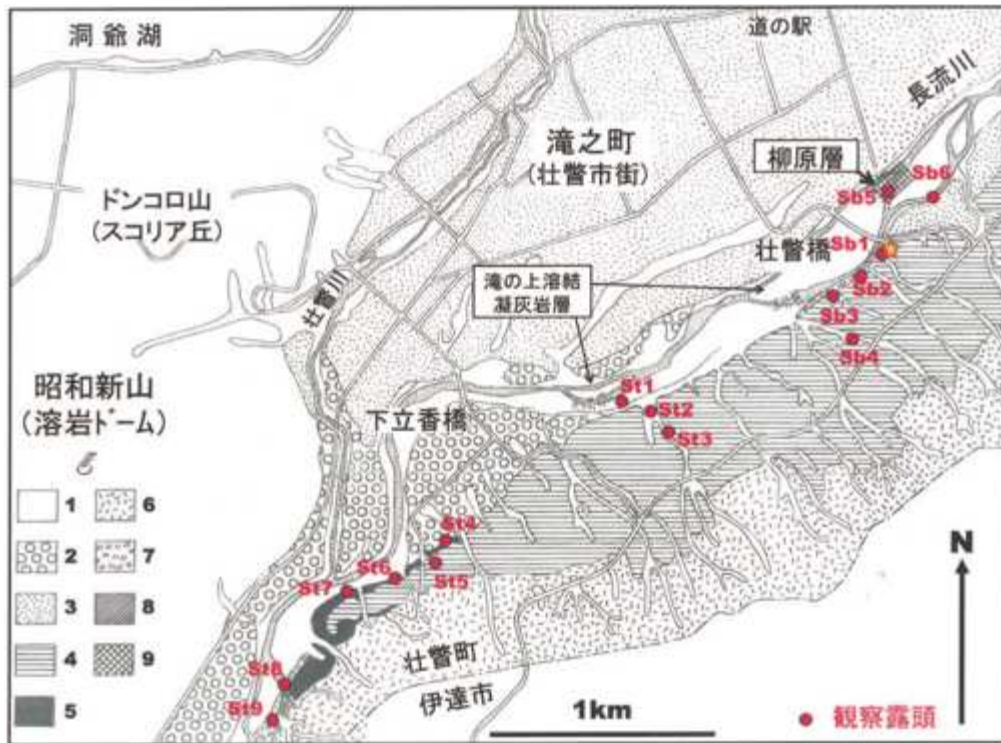 洞爺湖
道の駅
長流川
滝之町
(壮瞥市街)
柳原層
Sb6
Sb5
ドンコロ山
(スコリア丘)
壮瞥橋
Sb1
Sb2
滝の上溶結
凝灰岩層
Sb3
壮瞥川
Sb4
昭和新山
(溶岩ドーム)
St1
St2
下立香橋
St3
1
6
2
7
3
8
4
9
5
St4
St5
St6
St7
St8
St9
壮瞥町
伊達市
N
1km
観察露頭